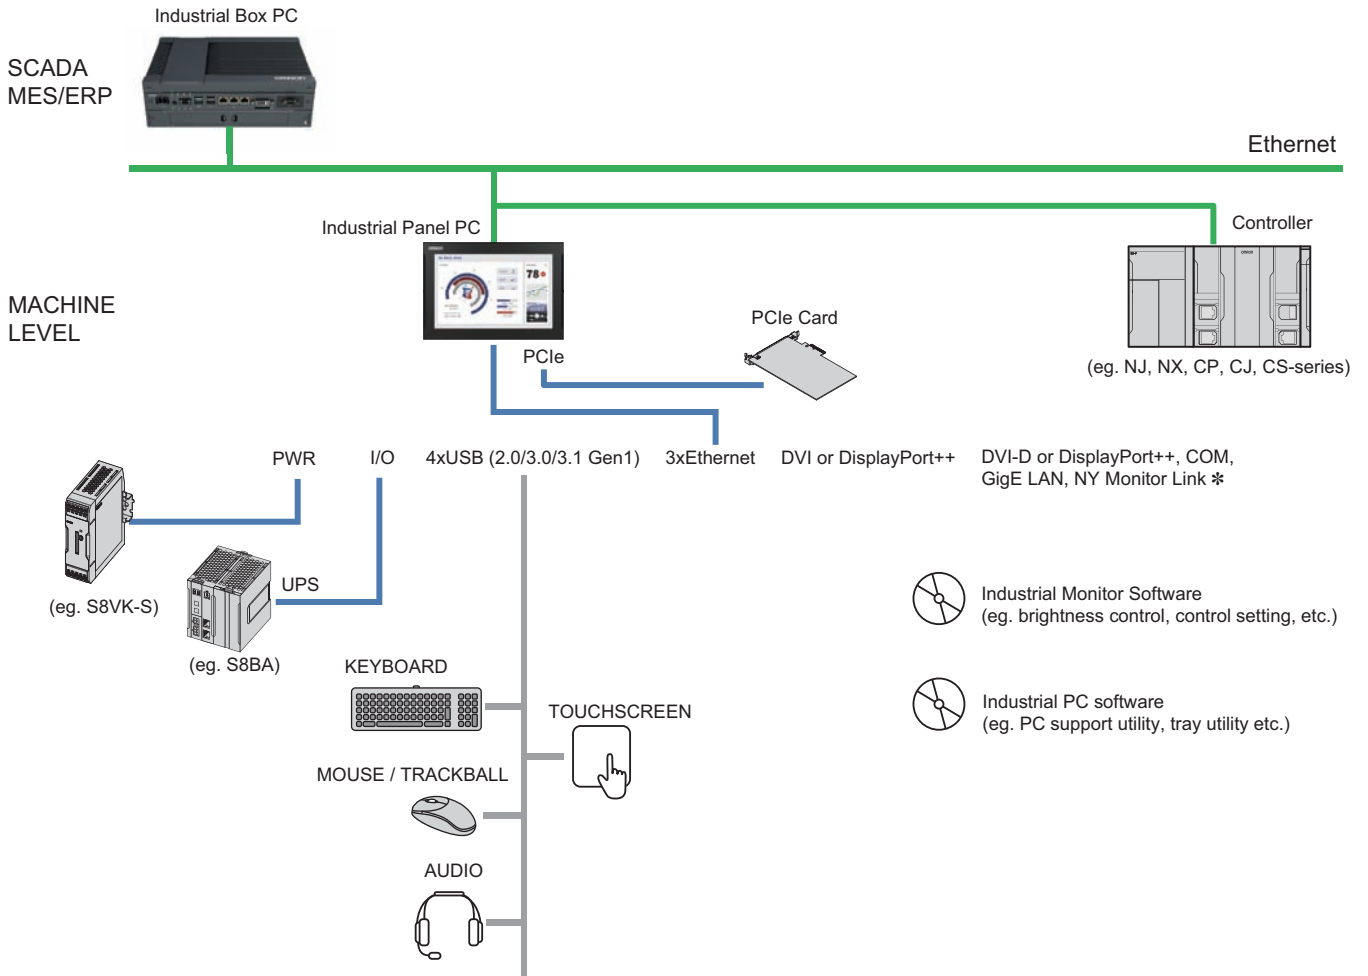 Industrial Box PC
SCADA
MES/ERP
Ethernet
Industrial Panel PC
Controller
78
MACHINE
LEVEL
PCIe Card
PCIe
(eg. NJ, NX, CP, CJ, CS-series)
PWR
I/O
4xUSB (2.0/3.0/3.1 Gen1)
3xEthernet
DVI or DisplayPort++
DVI-D or DisplayPort++, COM,
GigE LAN, NY Monitor Link ✽
UPS
(eg. S8VK-S)
(eg. S8BA)
Industrial Monitor Software
(eg. brightness control, control setting, etc.)
KEYBOARD
TOUCHSCREEN
Industrial PC software
(eg. PC support utility, tray utility etc.)
MOUSE / TRACKBALL
AUDIO